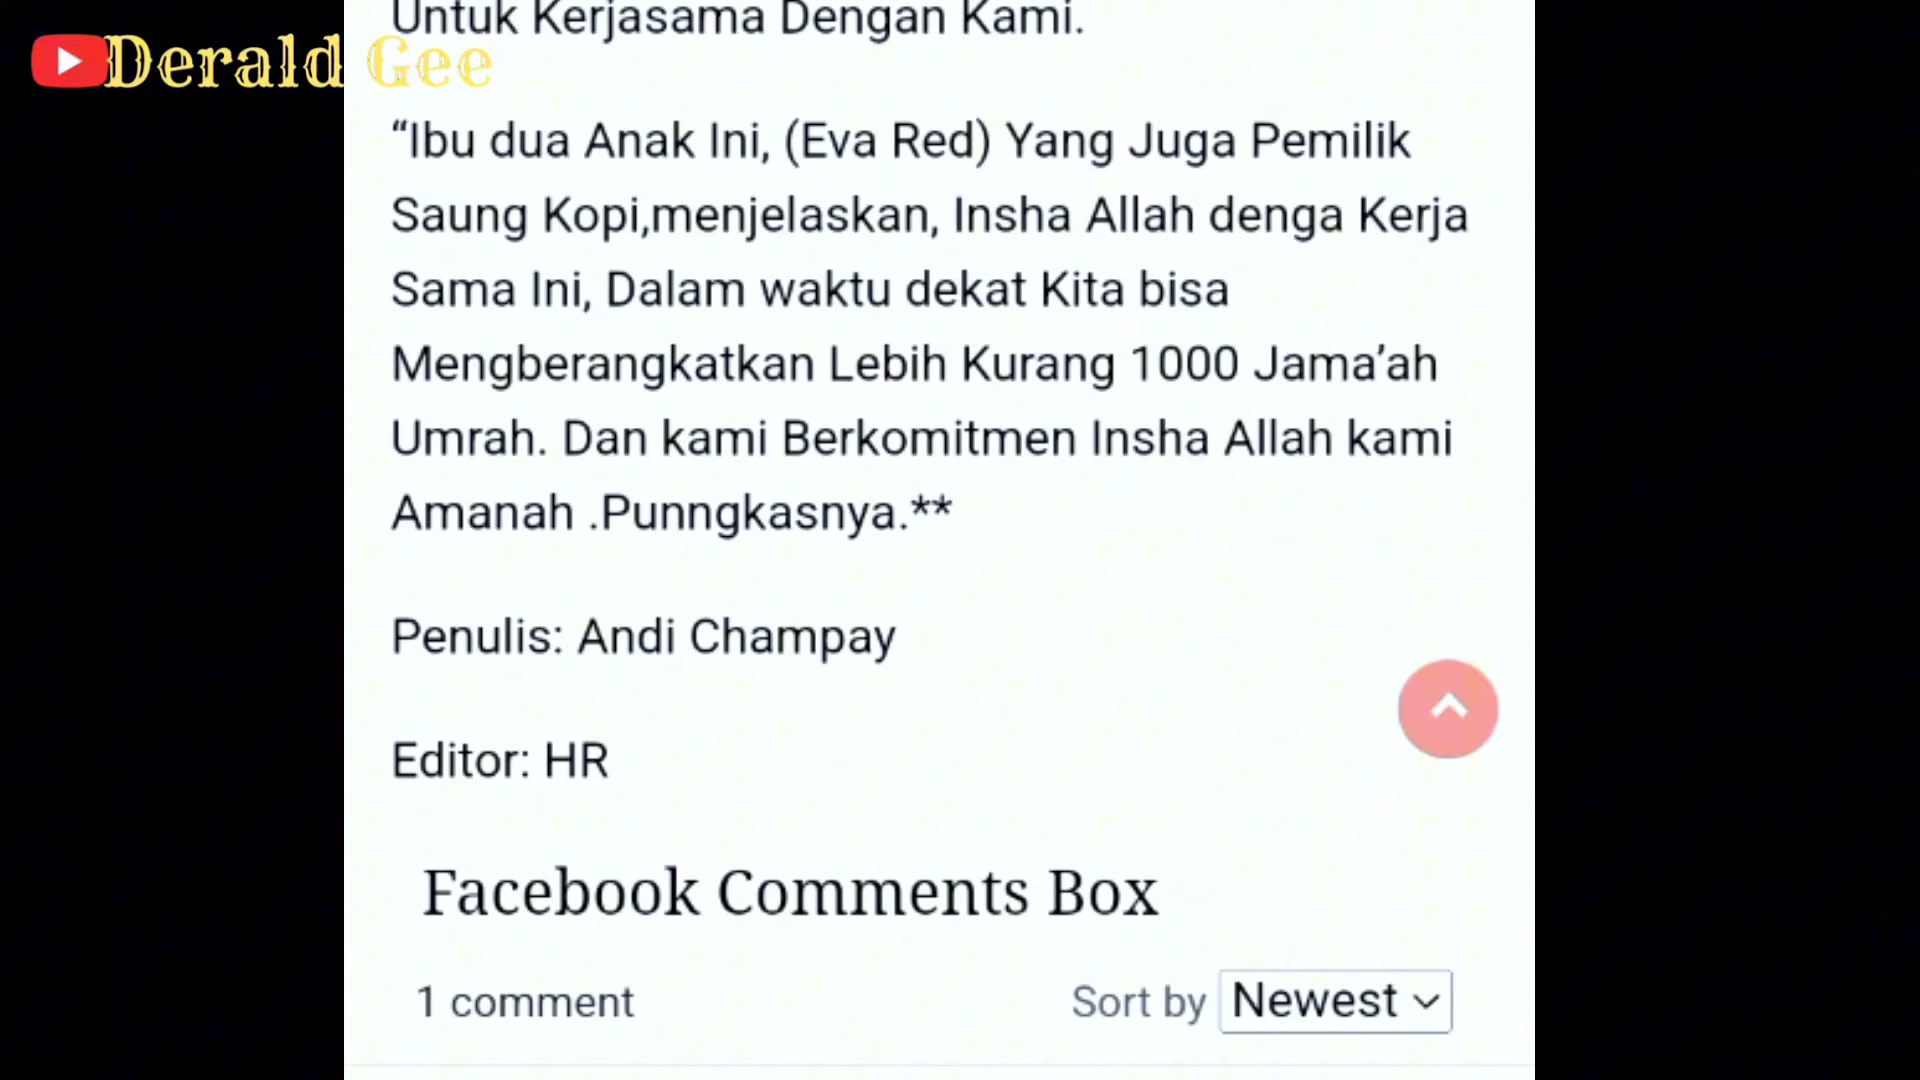 Untuk Kerjasama Dengan Kami.
Derald Gee
“Ibu dua Anak Ini, (Eva Red) Yang Juga Pemilik
Saung Kopi,menjelaskan, Insha Allah denga Kerja
Sama Ini, Dalam waktu dekat Kita bisa
Mengberangkatkan Lebih Kurang 1000 Jama’ah
Umrah. Dan kami Berkomitmen Insha Allah kami
Amanah .Punngkasnya.**
Penulis: Andi Champay
Editor: HR
Facebook Comments Box
1 comment
Sort by Newest